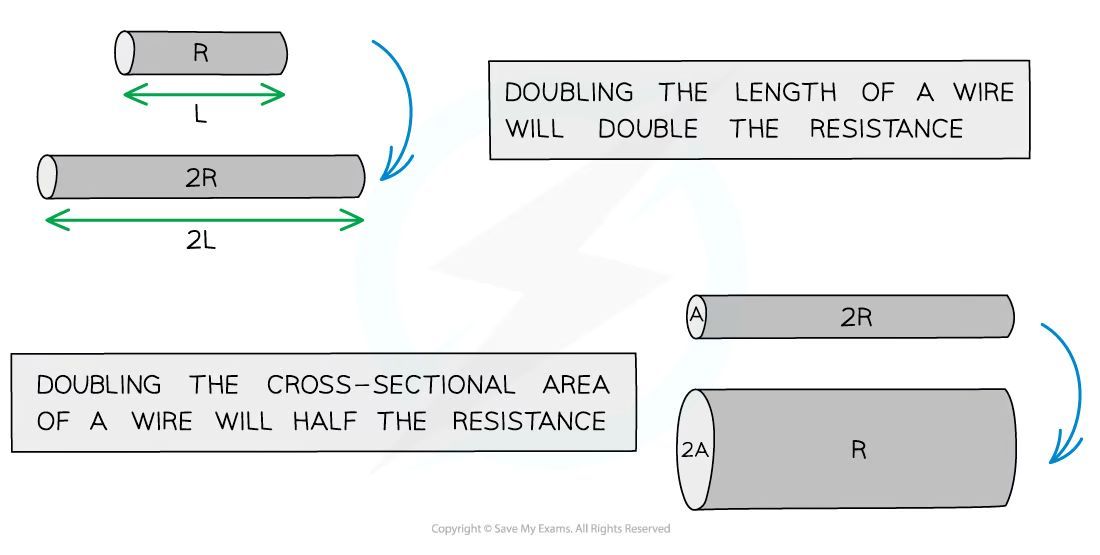 R
L
DOUBLING THE LENGTH OF A WIRE
WILL DOUBLE THE RESISTANCE
2R
2L
A
2R
DOUBLING THE CROSS-SECTIONAL AREA
OF A WIRE WILL HALF THE RESISTANCE
2A
R
Copyright © Save My Exams. All Rights Reserved